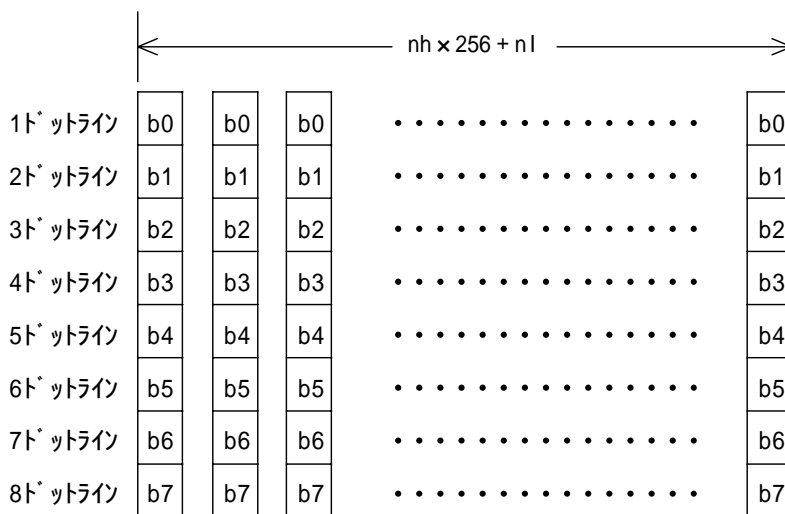 nh × 256 + nl
1ﾄﾞｯﾄﾗｲﾝ b0 b0 b0 ・・・・・・・・・・・・・・・ b0
2ﾄﾞｯﾄﾗｲﾝ b1 b1 b1 ・・・・・・・・・・・・・・・ b1
3ﾄﾞｯﾄﾗｲﾝ b2 b2 b2 ・・・・・・・・・・・・・・・ b2
4ﾄﾞｯﾄﾗｲﾝ b3 b3 b3 ・・・・・・・・・・・・・・・ b3
5ﾄﾞｯﾄﾗｲﾝ b4 b4 b4 ・・・・・・・・・・・・・・・ b4
6ﾄﾞｯﾄﾗｲﾝ b5 b5 b5 ・・・・・・・・・・・・・・・ b5
7ﾄﾞｯﾄﾗｲﾝ b6 b6 b6 ・・・・・・・・・・・・・・・ b6
8ﾄﾞｯﾄﾗｲﾝ b7 b7 b7 ・・・・・・・・・・・・・・・ b7